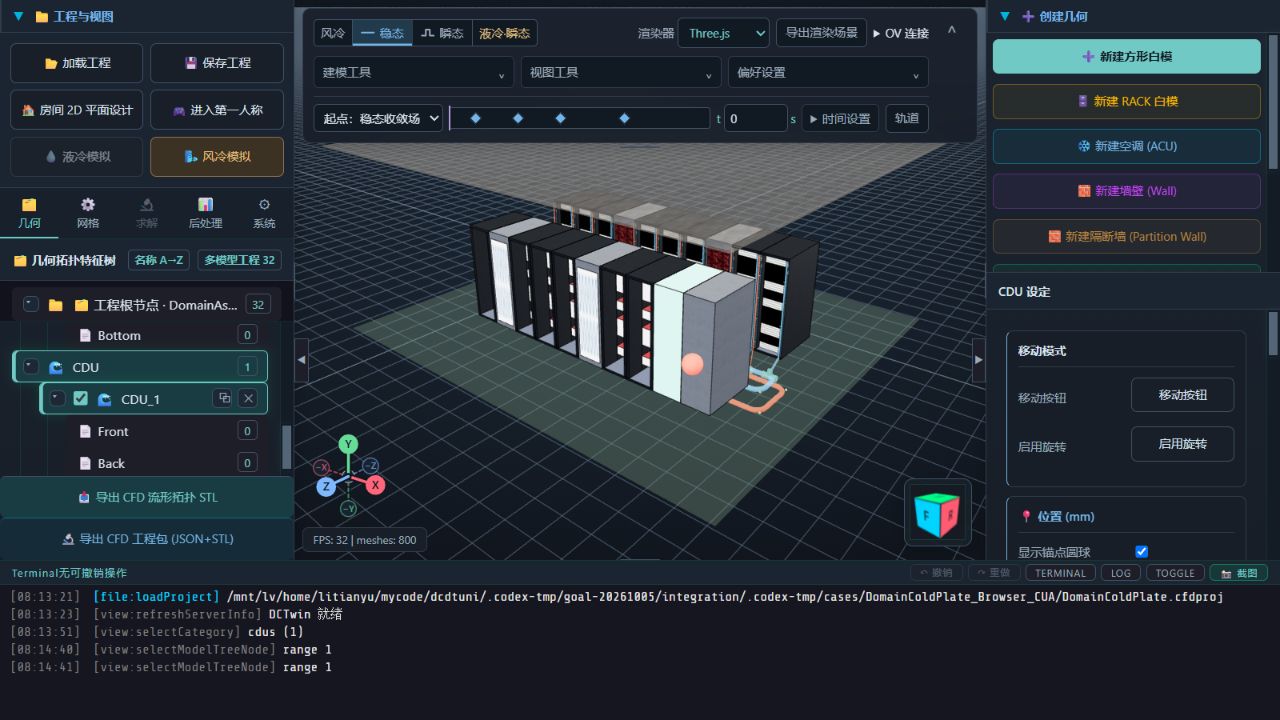 ▼ 工程与视图
加载工程
保存工程
房间 2D 平面设计
进入第一人称
液冷模拟
风冷模拟
几何
网格
求解
后处理
系统
几何拓扑特征树
名称 A→Z
多模型工程 32
工程根节点 · DomainAs... 32
Bottom 0
CDU 1
CDU_1
Front 0
Back 0
导出 CFD 流形拓扑 STL
导出 CFD 工程包 (JSON+STL)
风冷 稳态 瞬态 液冷·瞬态
渲染器 Three.js 导出渲染场景 ▶ OV 连接
建模工具 视图工具 偏好设置
起点：稳态收敛场 t 0 s ▶ 时间设置 轨道
Y
-X
-Z
Z
X
-Y
F R
FPS: 32 | meshes: 800
▼ 创建几何
新建方形白模
新建 RACK 白模
新建空调 (ACU)
新建墙壁 (Wall)
新建隔断墙 (Partition Wall)
CDU 设定
移动模式
移动按钮 移动按钮
启用旋转 启用旋转
位置 (mm)
显示锚点圆球
Terminal无可撤销操作
↶ 撤销 ↷ 重做 TERMINAL LOG TOGGLE 截图
[08:13:21] [file:loadProject] /mnt/lv/home/litianyu/mycode/dcdtuni/.codex-tmp/goal-20261005/integration/.codex-tmp/cases/DomainColdPlate_Browser_CUA/DomainColdPlate.cfdproj
[08:13:23] [view:refreshServerInfo] DCTwin 就绪
[08:13:51] [view:selectCategory] cdus (1)
[08:14:40] [view:selectModelTreeNode] range 1
[08:14:41] [view:selectModelTreeNode] range 1